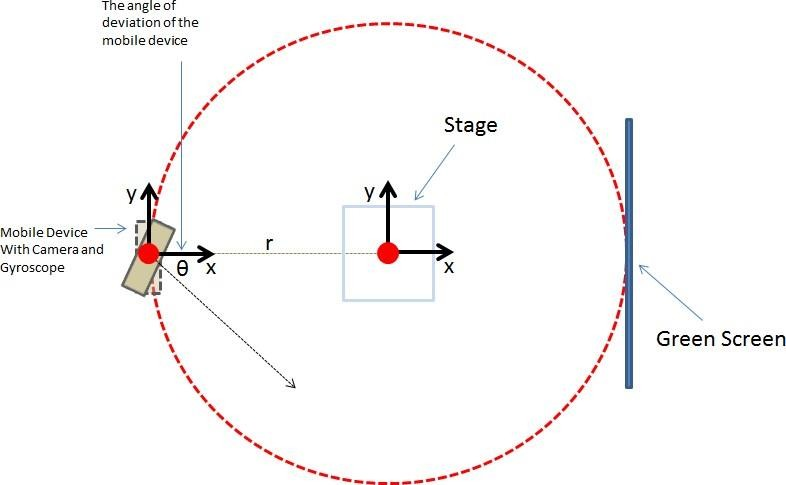 The angle of
deviation of the
mobile device
Stage
y
y
Mobile Device
With Camera and
Gyroscope
r
θ
x
x
Green Screen